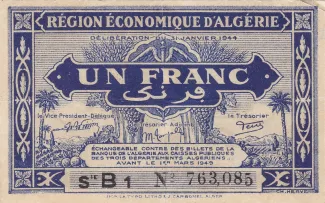 RÉGION ÉCONOMIQUE D'ALGÉRIE
DÉLIBÉRATION DU 31 JANVIER 1944
UN FRANC
فرنك
Le Vice-Président-Délégué
Le Trésorier
ÉCHANGEABLE CONTRE DES BILLETS DE LA
BANQUE DE L'ALGÉRIE AUX CAISSES PUBLIQUES
DES TROIS DÉPARTEMENTS ALGÉRIENS
AVANT LE 1ER MARS 1949
SIE B 1 N° 763,085